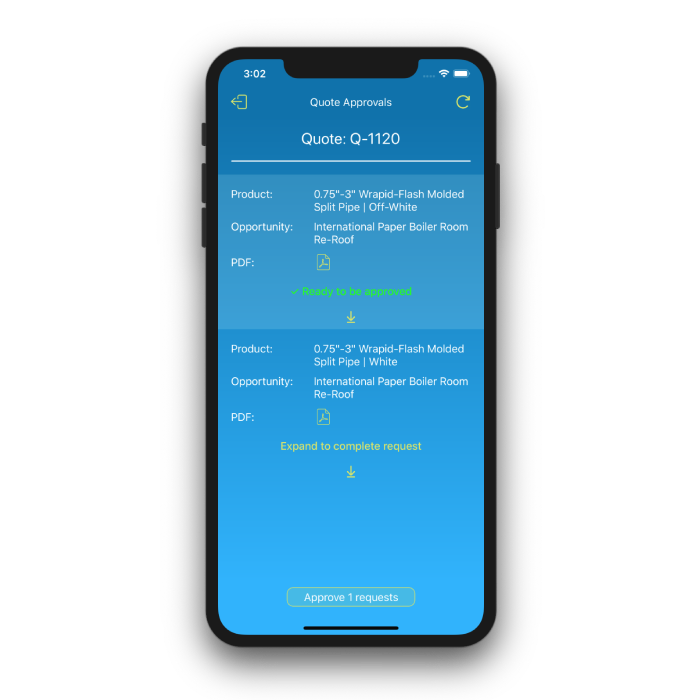 3:02
Quote Approvals
Quote: Q-1120
Product: 0.75"-3" Wrapid-Flash Molded
Split Pipe | Off-White
Opportunity: International Paper Boiler Room
Re-Roof
PDF:
✓ Ready to be approved
Product: 0.75"-3" Wrapid-Flash Molded
Split Pipe | White
Opportunity: International Paper Boiler Room
Re-Roof
PDF:
Expand to complete request
Approve 1 requests